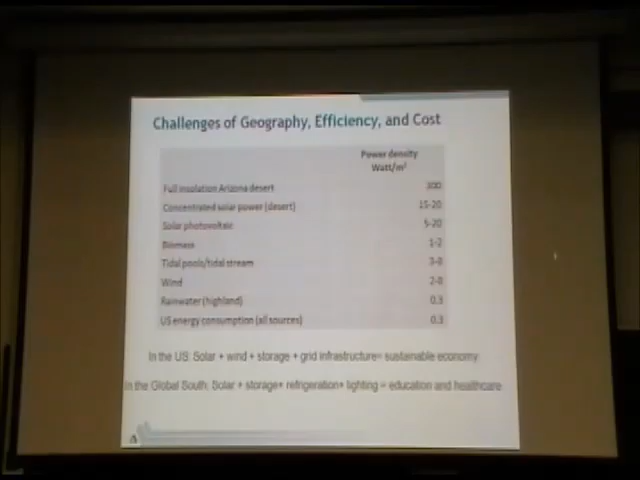 Challenges of Geography, Efficiency, and Cost
Power density
Watt/m²
Full insolation Arizona desert 300
Concentrated solar power (desert) 15-20
Solar photovoltaic 5-20
Biomass 1-2
Tidal pools/tidal stream 3-8
Wind 2-8
Rainwater (highland) 0.3
US energy consumption (all sources) 0.3
In the US: Solar + wind + storage + grid infrastructure= sustainable economy
In the Global South: Solar + storage+ refrigeration+ lighting = education and healthcare